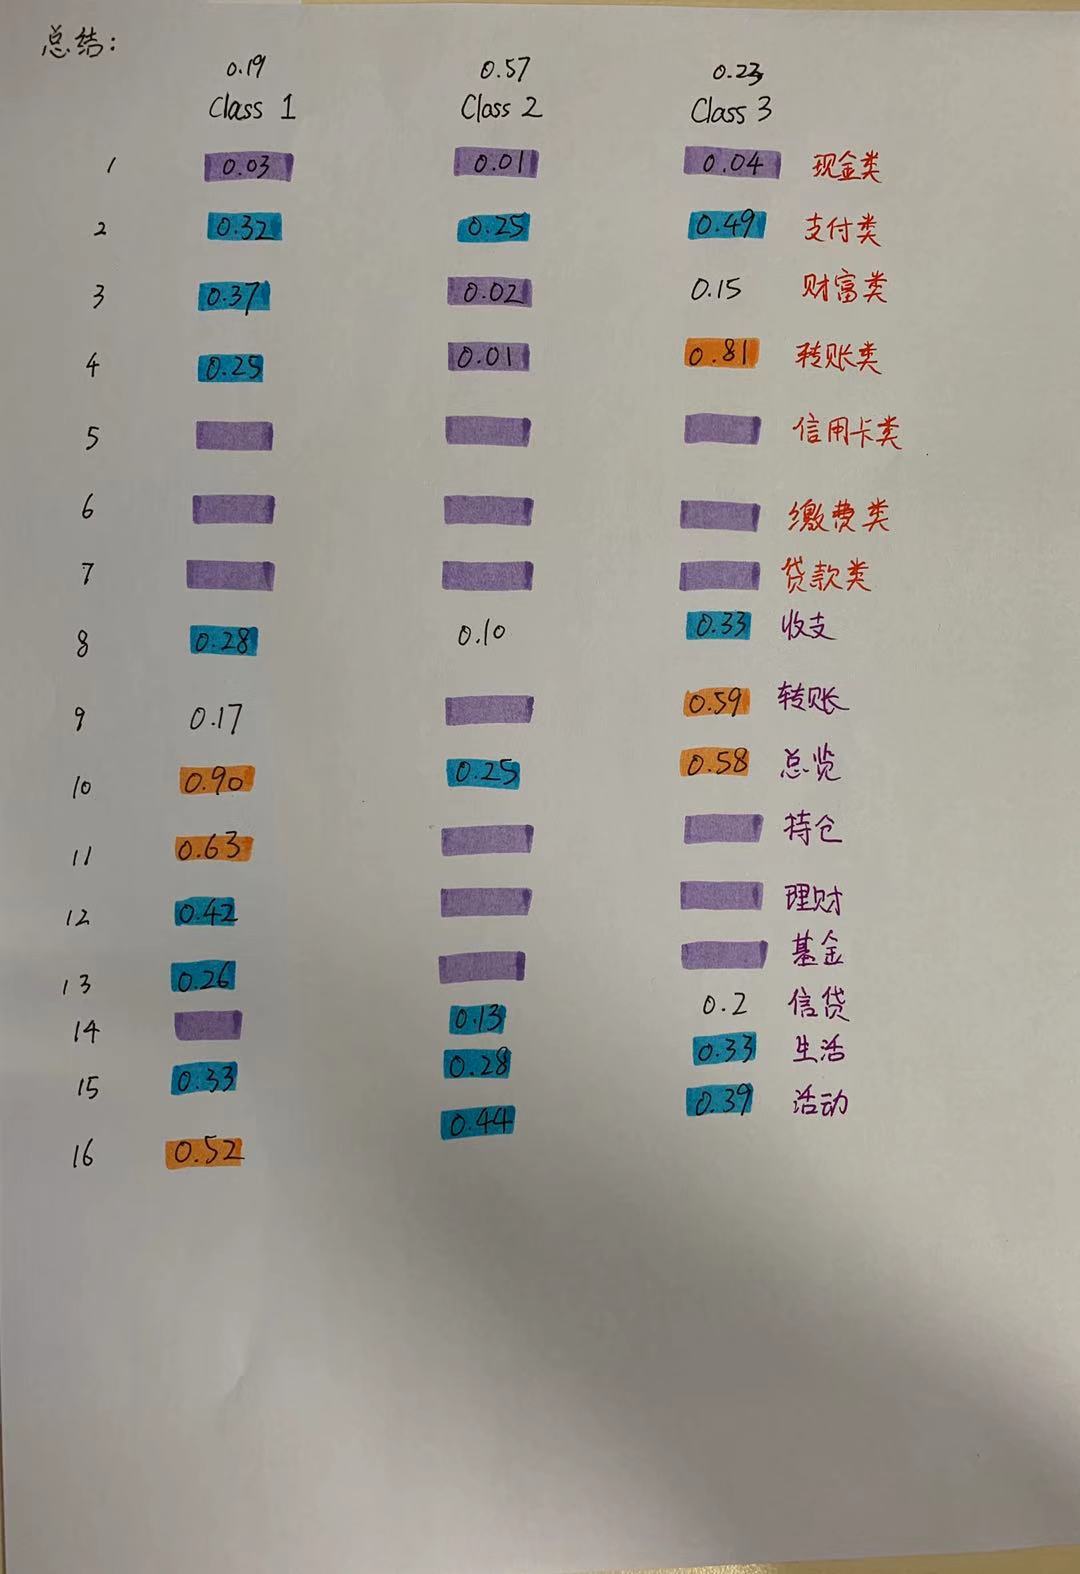 总结:
0.19 0.57 0.23
Class 1 Class 2 Class 3
1 0.03 0.01 0.04 现金类
2 0.32 0.25 0.49 支付类
3 0.37 0.02 0.15 财富类
4 0.25 0.01 0.81 转账类
5 信用卡类
6 缴费类
7 贷款类
8 0.28 0.10 0.33 收支
9 0.17 0.59 转账
10 0.90 0.25 0.58 总览
11 0.63 持仓
12 0.42 理财
13 0.26 基金
14 0.13 0.2 信贷
15 0.33 0.28 0.33 生活
16 0.52 0.44 0.39 活动